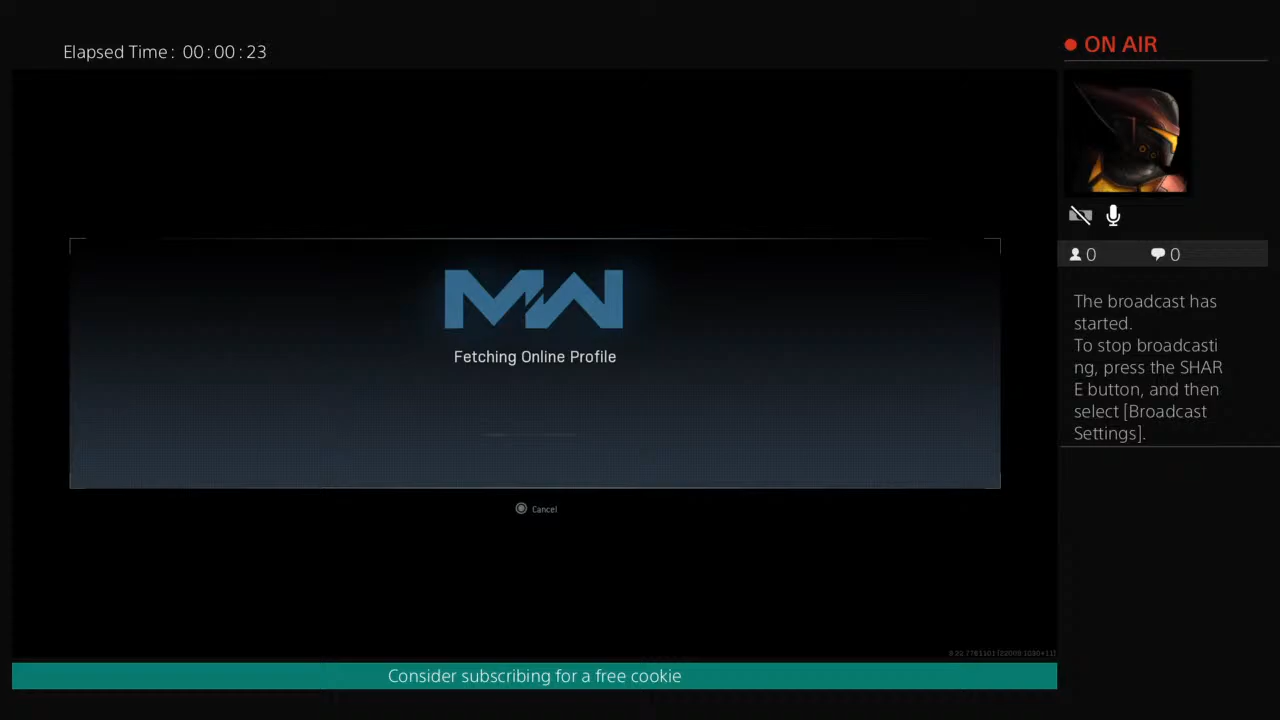 Elapsed Time: 00:00:23
ON AIR
MW
Fetching Online Profile
Cancel
0 0
The broadcast has
started.
To stop broadcasti
ng, press the SHAR
E button, and then
select [Broadcast
Settings].
Consider subscribing for a free cookie